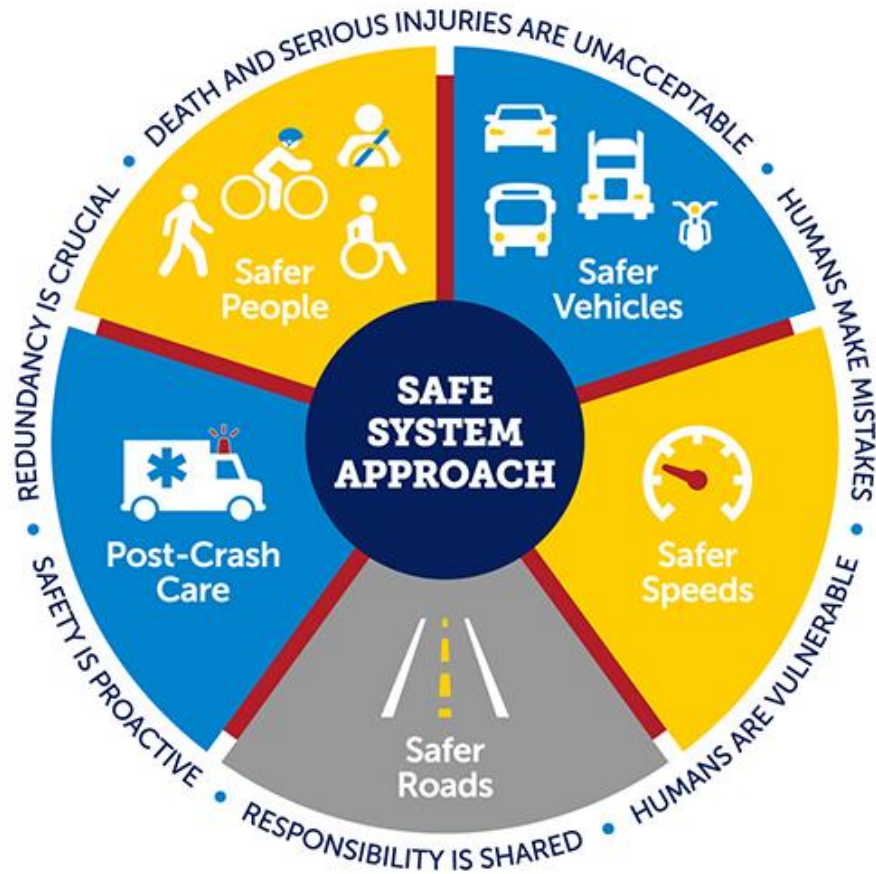 DEATH AND SERIOUS INJURIES ARE UNACCEPTABLE
HUMANS MAKE MISTAKES
HUMANS ARE VULNERABLE
RESPONSIBILITY IS SHARED
SAFETY IS PROACTIVE
REDUNDANCY IS CRUCIAL
Safer
People
Safer
Vehicles
SAFE
SYSTEM
APPROACH
Post-Crash
Care
Safer
Speeds
Safer
Roads